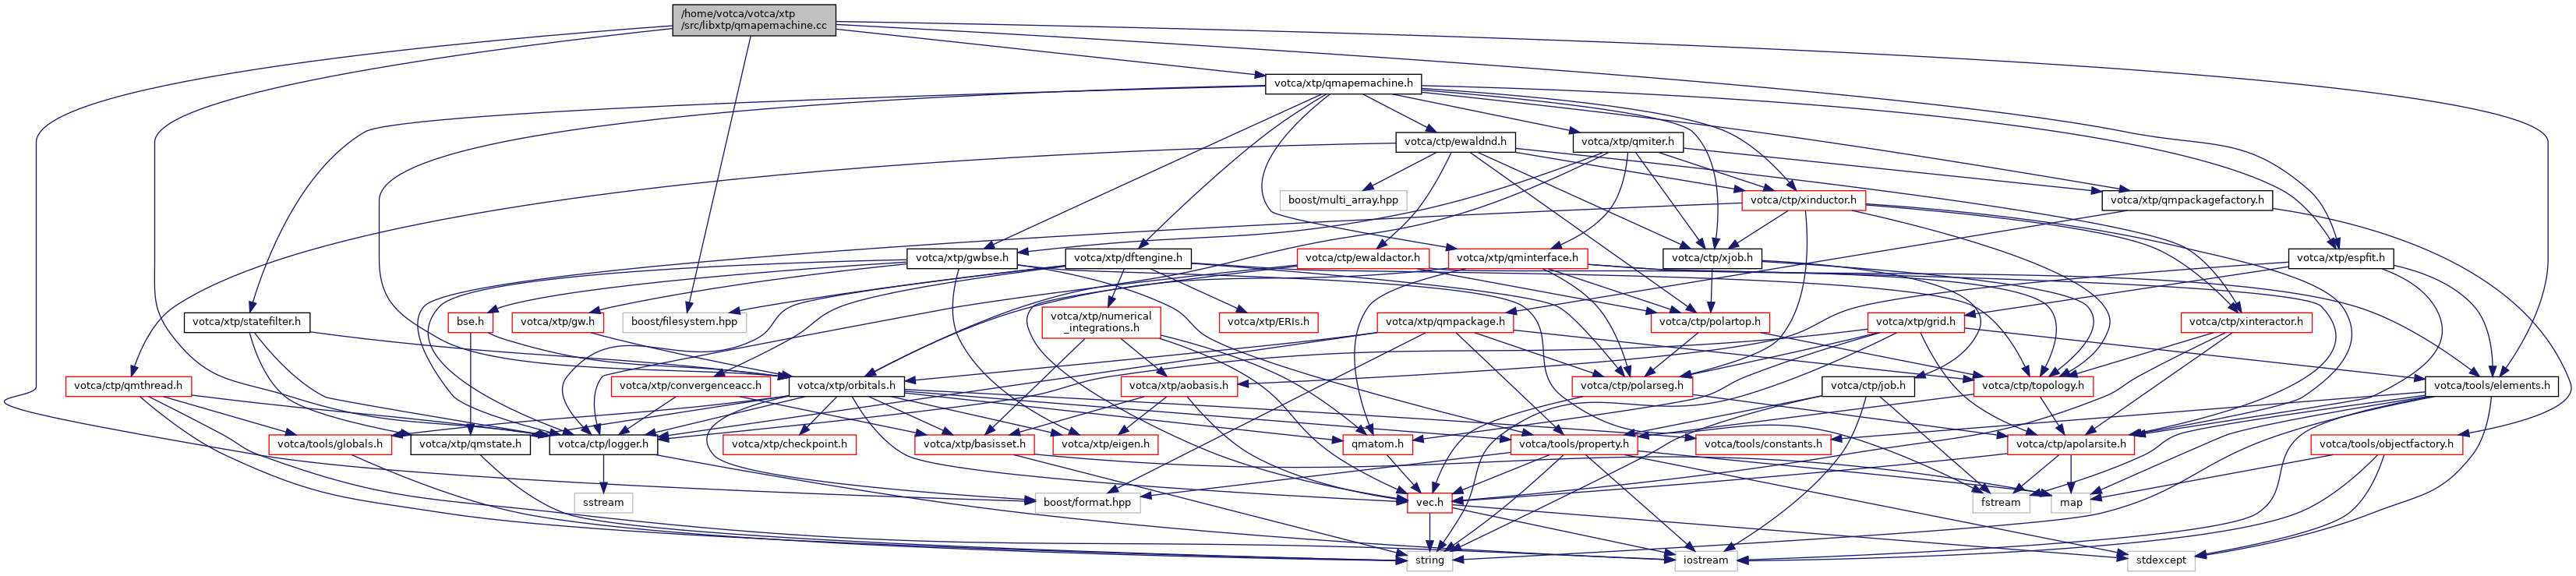 /home/votca/votca/xtp
/src/libxtp/qmapemachine.cc
votca/xtp/qmapemachine.h
votca/ctp/ewaldnd.h
votca/xtp/qmiter.h
boost/multi_array.hpp
votca/ctp/xinductor.h
votca/xtp/qmpackagefactory.h
votca/xtp/gwbse.h
votca/xtp/dftengine.h
votca/ctp/ewaldactor.h
votca/xtp/qminterface.h
votca/ctp/xjob.h
votca/xtp/espfit.h
votca/xtp/statefilter.h
bse.h
votca/xtp/gw.h
boost/filesystem.hpp
votca/xtp/numerical
_integrations.h
votca/xtp/ERIs.h
votca/xtp/qmpackage.h
votca/ctp/polartop.h
votca/xtp/grid.h
votca/ctp/xinteractor.h
votca/ctp/qmthread.h
votca/xtp/convergenceacc.h
votca/xtp/orbitals.h
votca/xtp/aobasis.h
votca/ctp/polarseg.h
votca/ctp/job.h
votca/ctp/topology.h
votca/tools/elements.h
votca/tools/globals.h
votca/xtp/qmstate.h
votca/ctp/logger.h
votca/xtp/checkpoint.h
votca/xtp/basisset.h
votca/xtp/eigen.h
qmatom.h
votca/tools/property.h
votca/tools/constants.h
votca/ctp/apolarsite.h
votca/tools/objectfactory.h
sstream
boost/format.hpp
vec.h
fstream
map
string
iostream
stdexcept